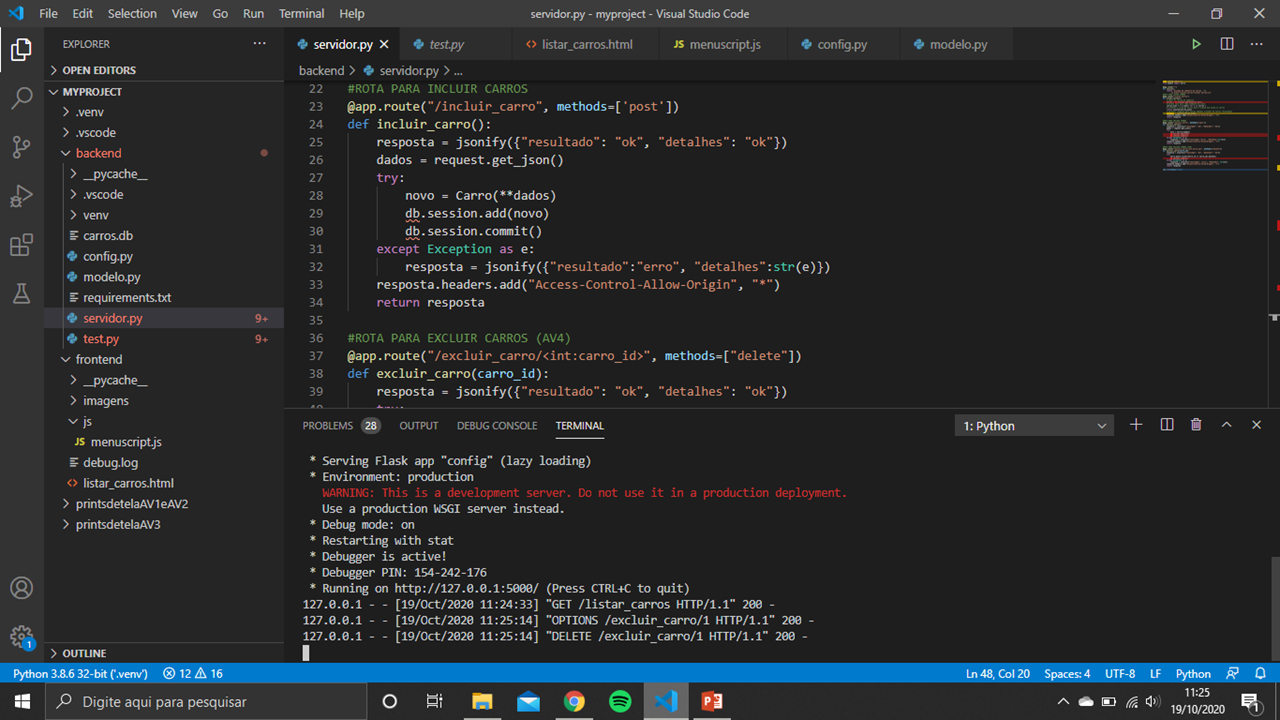 File Edit Selection View Go Run Terminal Help
servidor.py - myproject - Visual Studio Code
EXPLORER
OPEN EDITORS
MYPROJECT
.venv
.vscode
backend
__pycache__
.vscode
venv
carros.db
config.py
modelo.py
requirements.txt
servidor.py 9+
test.py 9+
frontend
__pycache__
imagens
js
JS menuscript.js
debug.log
<> listar_carros.html
printsdetelaAV1eAV2
printsdetelaAV3
OUTLINE
servidor.py test.py <> listar_carros.html JS menuscript.js config.py modelo.py
backend > servidor.py > ...
22 #ROTA PARA INCLUIR CARROS
23 @app.route("/incluir_carro", methods=['post'])
24 def incluir_carro():
25 resposta = jsonify({"resultado": "ok", "detalhes": "ok"})
26 dados = request.get_json()
27 try:
28 novo = Carro(**dados)
29 db.session.add(novo)
30 db.session.commit()
31 except Exception as e:
32 resposta = jsonify({"resultado":"erro", "detalhes":str(e)})
33 resposta.headers.add("Access-Control-Allow-Origin", "*")
34 return resposta
35
36 #ROTA PARA EXCLUIR CARROS (AV4)
37 @app.route("/excluir_carro/<int:carro_id>", methods=["delete"])
38 def excluir_carro(carro_id):
39 resposta = jsonify({"resultado": "ok", "detalhes": "ok"})
40 try:
PROBLEMS 28 OUTPUT DEBUG CONSOLE TERMINAL
1: Python
* Serving Flask app "config" (lazy loading)
* Environment: production
WARNING: This is a development server. Do not use it in a production deployment.
Use a production WSGI server instead.
* Debug mode: on
* Restarting with stat
* Debugger is active!
* Debugger PIN: 154-242-176
* Running on http://127.0.0.1:5000/ (Press CTRL+C to quit)
127.0.0.1 - - [19/Oct/2020 11:24:33] "GET /listar_carros HTTP/1.1" 200 -
127.0.0.1 - - [19/Oct/2020 11:25:14] "OPTIONS /excluir_carro/1 HTTP/1.1" 200 -
127.0.0.1 - - [19/Oct/2020 11:25:14] "DELETE /excluir_carro/1 HTTP/1.1" 200 -
1
Python 3.8.6 32-bit ('.venv') 12 16
Ln 48, Col 20 Spaces: 4 UTF-8 LF Python
Digite aqui para pesquisar
11:25
19/10/2020
1